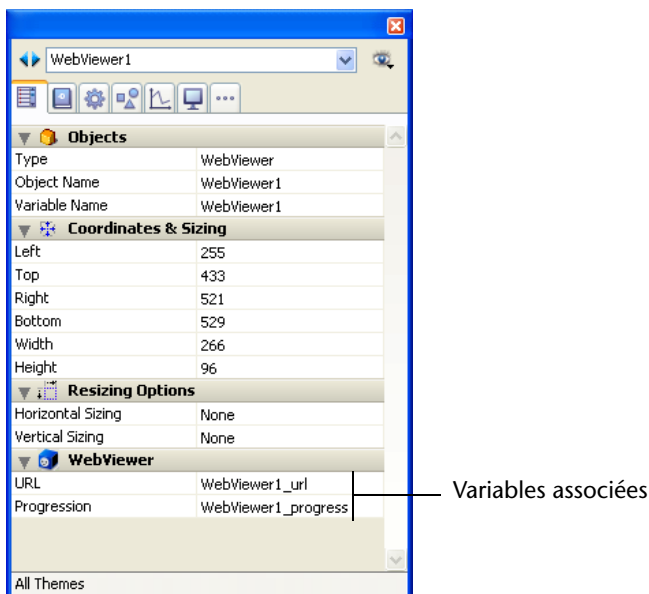 WebViewer1
Objects
Type WebViewer
Object Name WebViewer1
Variable Name WebViewer1
Coordinates & Sizing
Left 255
Top 433
Right 521
Bottom 529
Width 266
Height 96
Resizing Options
Horizontal Sizing None
Vertical Sizing None
WebViewer
URL WebViewer1_url
Progression WebViewer1_progress
Variables associées
All Themes